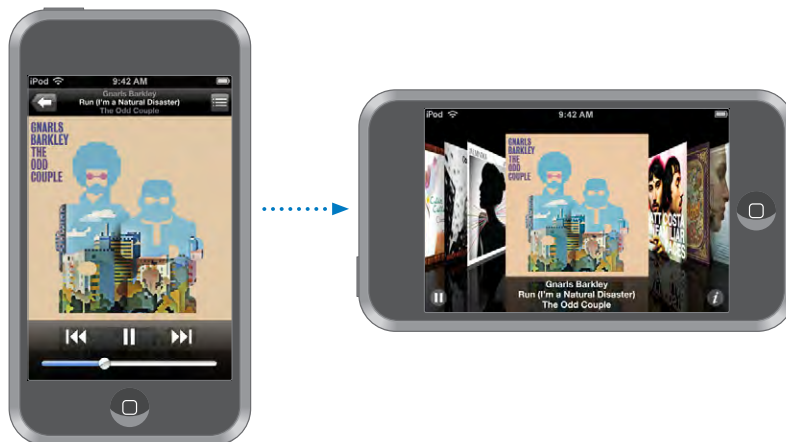 iPod 9:42 AM
Gnarls Barkley
Run (I'm a Natural Disaster)
The Odd Couple
GNARLS
BARKLEY
THE
ODD
COUPLE
iPod 9:42 AM
GNARLS
BARKLEY
THE
ODD
COUPLE
COSTA
Gnarls Barkley
Run (I'm a Natural Disaster)
The Odd Couple
i